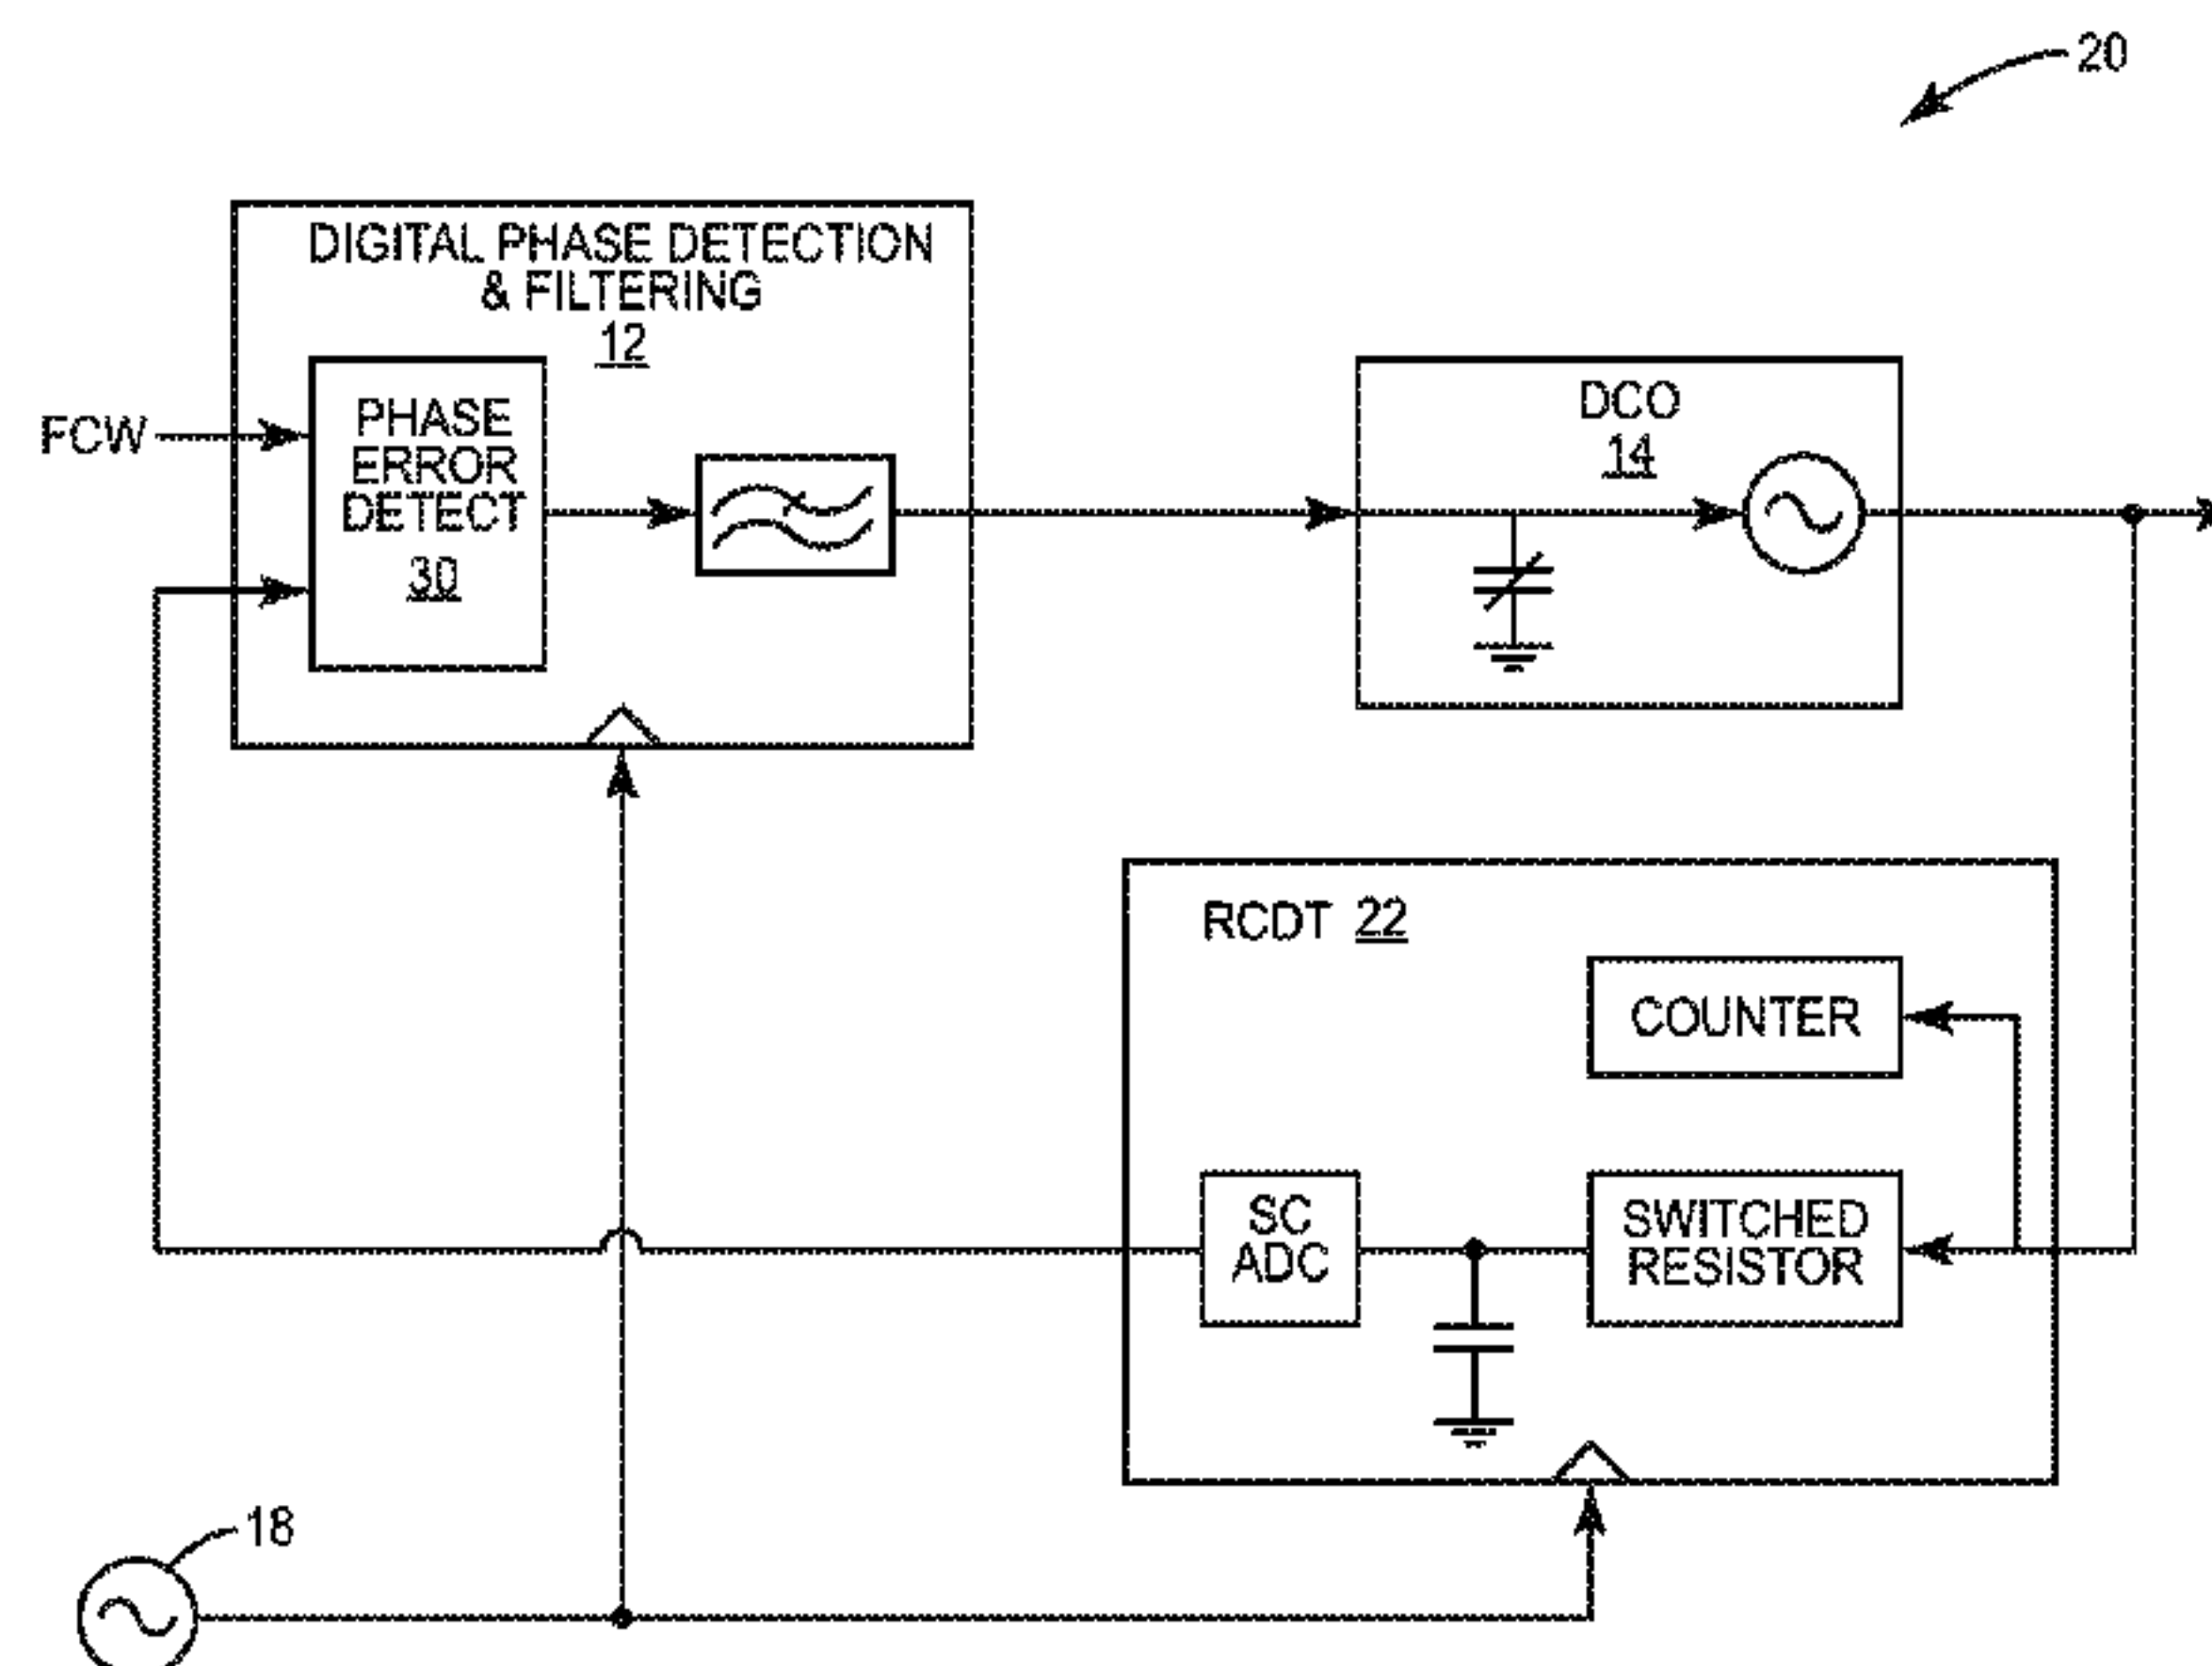 20
DIGITAL PHASE DETECTION
& FILTERING
12
FCW
PHASE
ERROR
DETECT
30
DCO
14
RCDT 22
COUNTER
SC
ADC
SWITCHED
RESISTOR
18